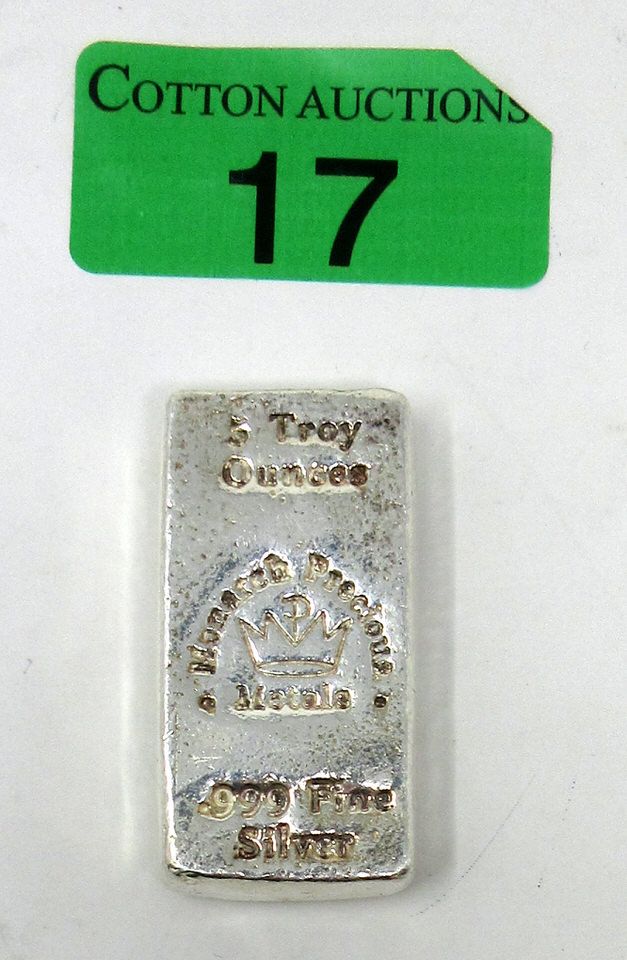 COTTON AUCTIONS
17
5 Troy
Ounces
Monarch Precious
Metals
.999 Fine
Silver